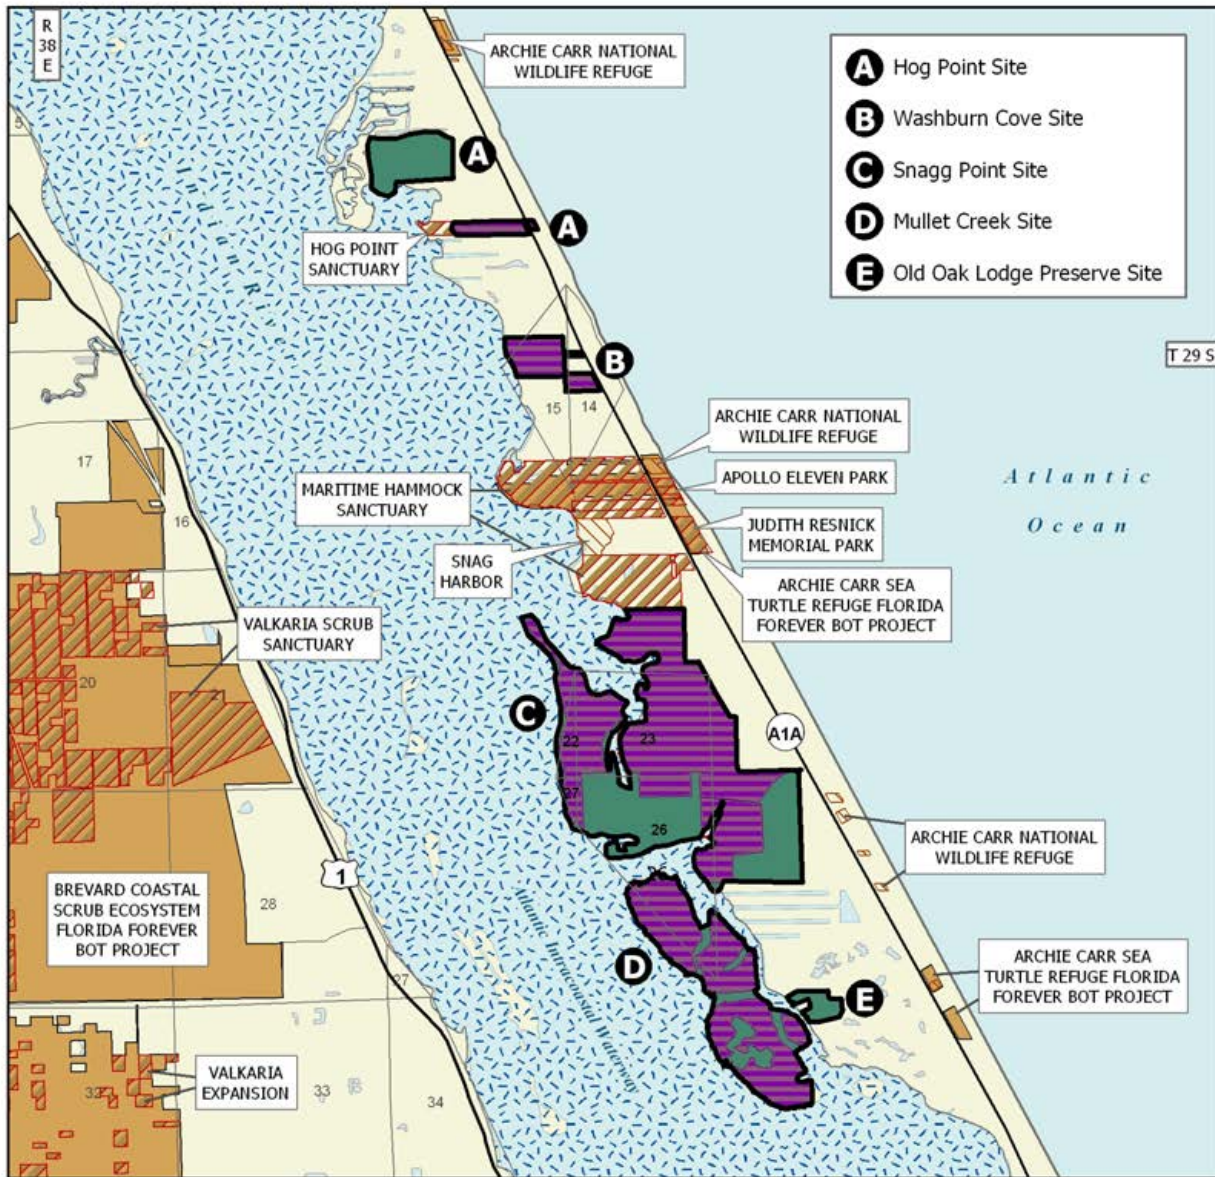 R
38
E
ARCHIE CARR NATIONAL
WILDLIFE REFUGE
A Hog Point Site
B Washburn Cove Site
C Snagg Point Site
D Mullet Creek Site
E Old Oak Lodge Preserve Site
5
A
A
HOG POINT
SANCTUARY
Indian River
B
T 29 S
15
14
ARCHIE CARR NATIONAL
WILDLIFE REFUGE
17
16
MARITIME HAMMOCK
SANCTUARY
APOLLO ELEVEN PARK
Atlantic
Ocean
JUDITH RESNICK
MEMORIAL PARK
SNAG
HARBOR
ARCHIE CARR SEA
TURTLE REFUGE FLORIDA
FOREVER BOT PROJECT
VALKARIA SCRUB
SANCTUARY
20
C
22
23
A1A
27
26
ARCHIE CARR NATIONAL
WILDLIFE REFUGE
1
BREVARD COASTAL
SCRUB ECOSYSTEM
FLORIDA FOREVER
BOT PROJECT
28
Atlantic Intracoastal Waterway
D
27
ARCHIE CARR SEA
TURTLE REFUGE FLORIDA
FOREVER BOT PROJECT
E
VALKARIA
EXPANSION
32
33
34